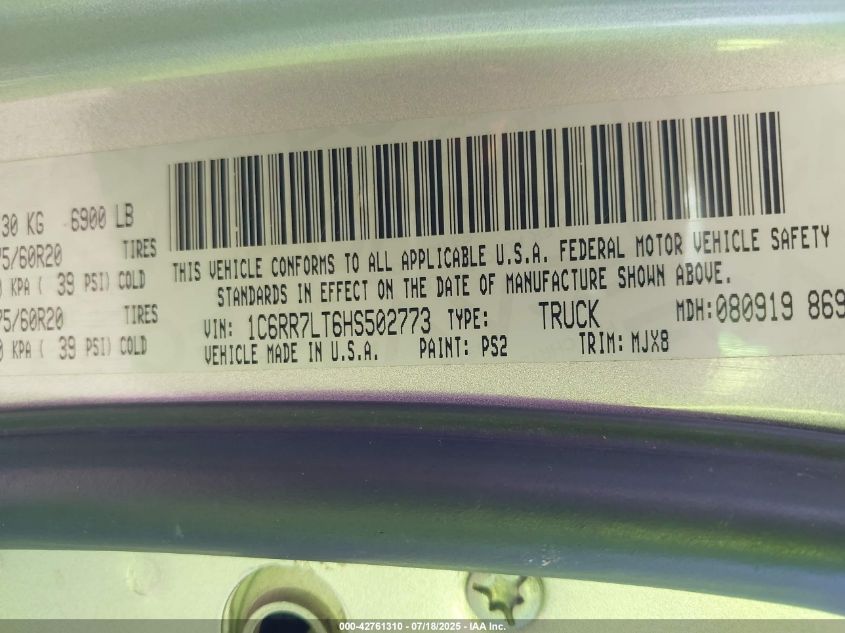 30 KG 6900 LB
75/60R20 TIRES
KPA ( 39 PSI) COLD
75/60R20 TIRES
KPA ( 39 PSI) COLD
THIS VEHICLE CONFORMS TO ALL APPLICABLE U.S.A. FEDERAL MOTOR VEHICLE SAFETY
STANDARDS IN EFFECT ON THE DATE OF MANUFACTURE SHOWN ABOVE.
VIN: 1C6RR7LT6HS502773 TYPE: TRUCK MDH: 080919 869
VEHICLE MADE IN U.S.A. PAINT: PS2 TRIM: MJX8
000-42761310 - 07/18/2025 - IAA Inc.